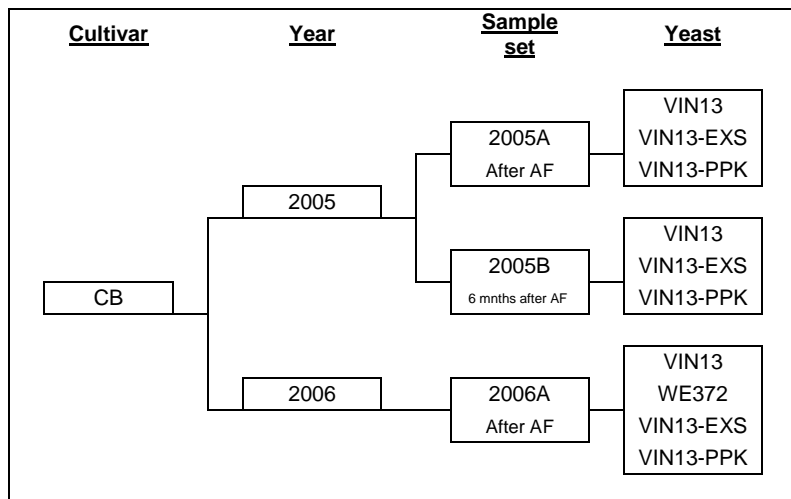 Cultivar
Year
Sample
set
Yeast
2005A
After AF
VIN13
VIN13-EXS
VIN13-PPK
2005
2005B
6 mnths after AF
VIN13
VIN13-EXS
VIN13-PPK
CB
2006
2006A
After AF
VIN13
WE372
VIN13-EXS
VIN13-PPK